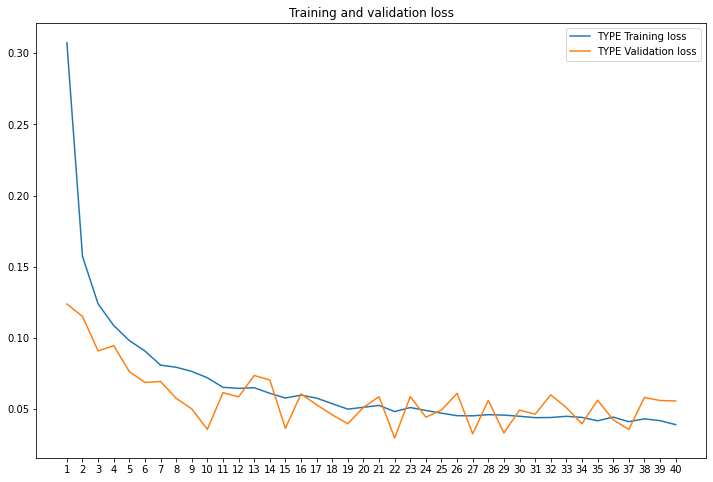 Training and validation loss
TYPE Training loss
TYPE Validation loss
0.30
0.25
0.20
0.15
0.10
0.05
1 2 3 4 5 6 7 8 9 10 11 12 13 14 15 16 17 18 19 20 21 22 23 24 25 26 27 28 29 30 31 32 33 34 35 36 37 38 39 40